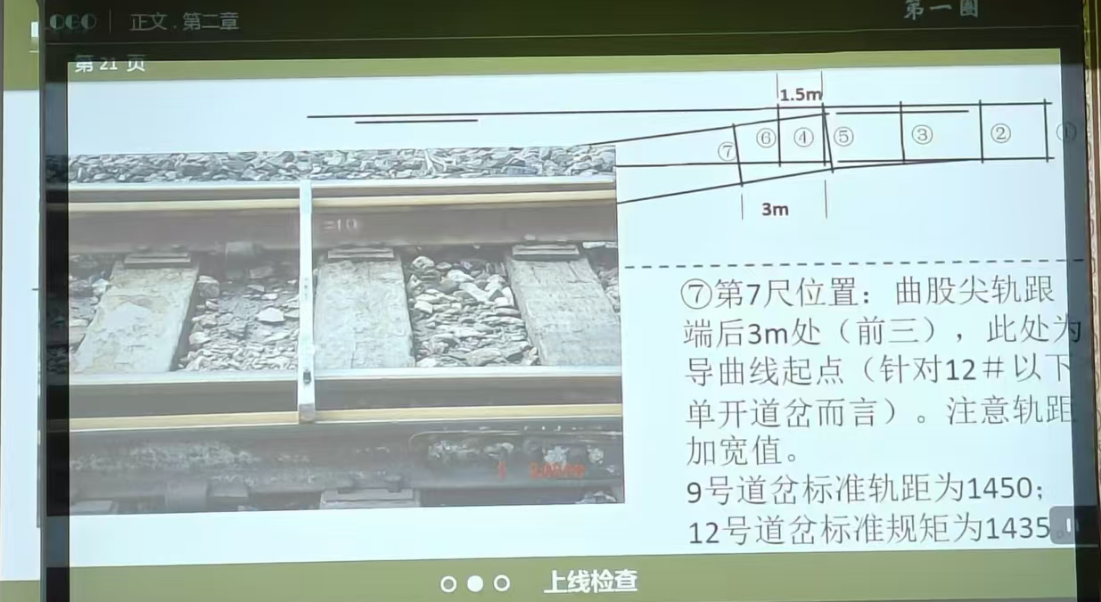 OGO
正文 . 第二章
第一圈
第 21 页
1.5m
⑦
⑥
④
⑤
③
②
①
3m
=10
⑦第7尺位置：曲股尖轨跟
端后3m处（前三），此处为
导曲线起点（针对12＃以下
单开道岔而言）。注意轨距
加宽值。
9号道岔标准轨距为1450；
12号道岔标准规矩为1435。
上线检查